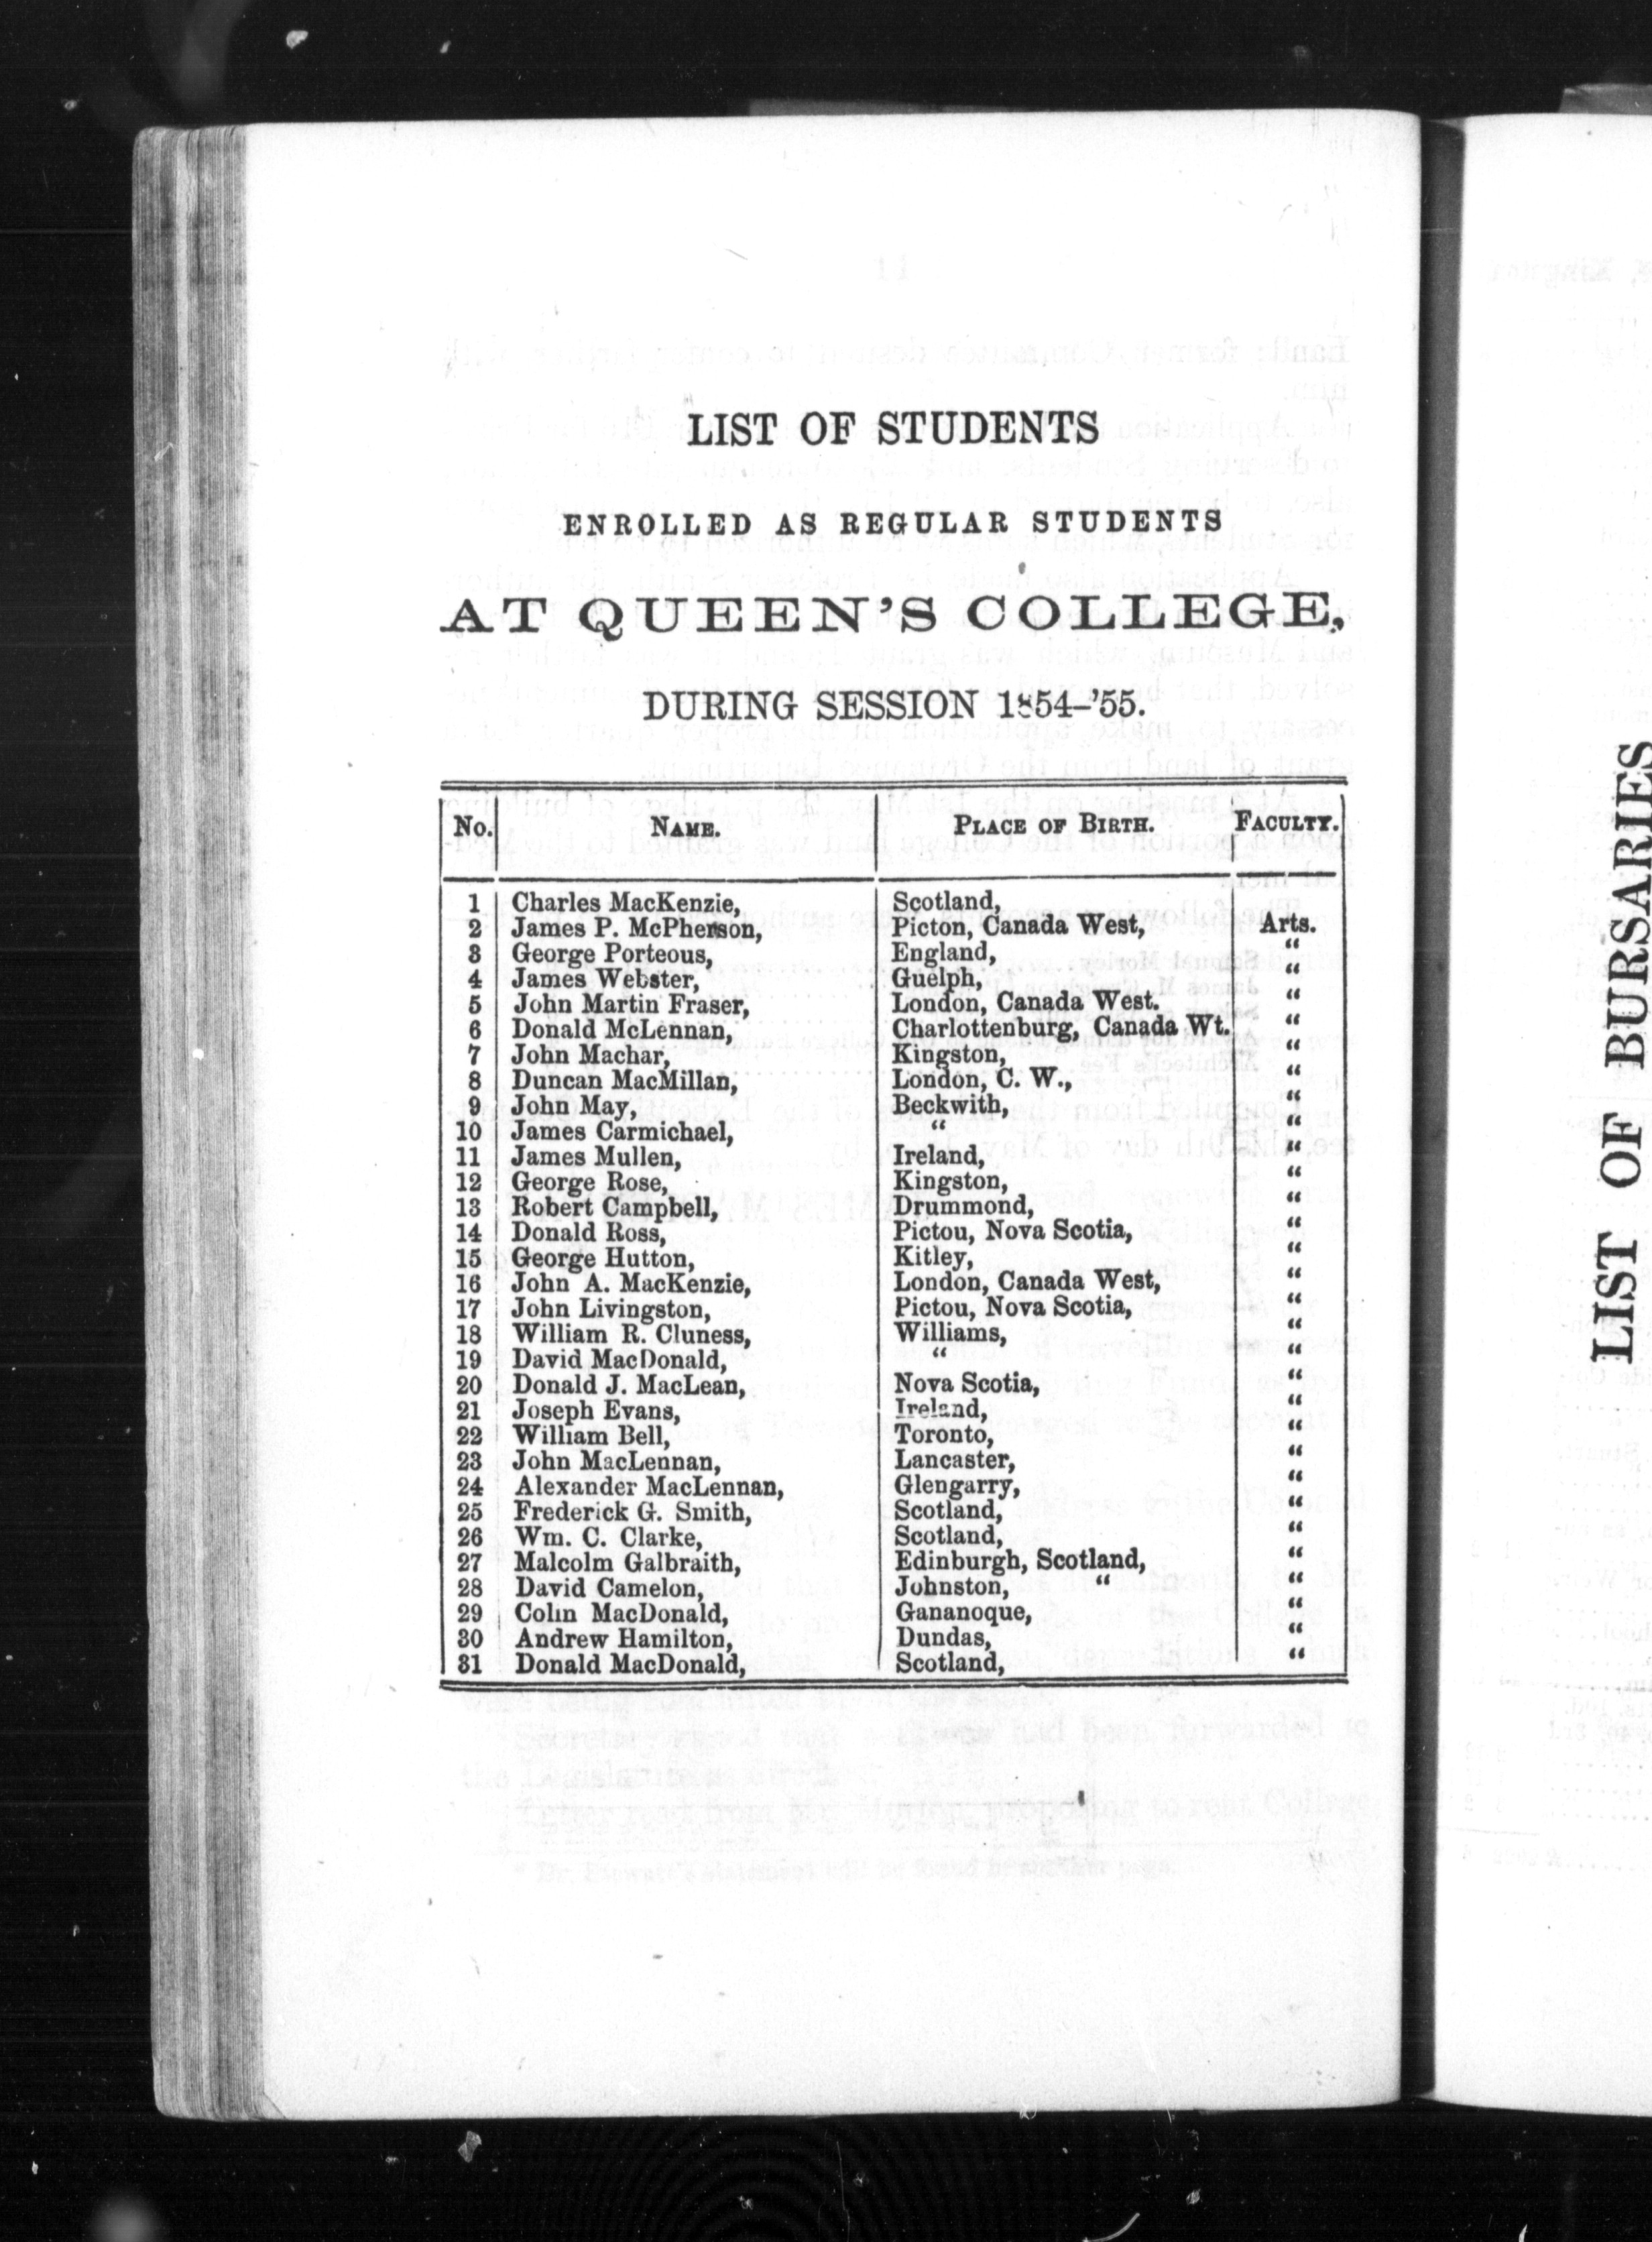 LIST OF STUDENTS
ENROLLED AS REGULAR STUDENTS
AT QUEEN'S COLLEGE,
DURING SESSION 1854-'55.
No. NAME. PLACE OF BIRTH. FACULTY.
1 Charles MacKenzie, Scotland,
2 James P. McPherson, Picton, Canada West, Arts.
3 George Porteous, England, "
4 James Webster, Guelph, "
5 John Martin Fraser, London, Canada West. "
6 Donald McLennan, Charlottenburg, Canada Wt. "
7 John Machar, Kingston, "
8 Duncan MacMillan, London, C. W., "
9 John May, Beckwith, "
10 James Carmichael, " "
11 James Mullen, Ireland, "
12 George Rose, Kingston, "
13 Robert Campbell, Drummond, "
14 Donald Ross, Pictou, Nova Scotia, "
15 George Hutton, Kitley, "
16 John A. MacKenzie, London, Canada West, "
17 John Livingston, Pictou, Nova Scotia, "
18 William R. Cluness, Williams, "
19 David MacDonald, " "
20 Donald J. MacLean, Nova Scotia, "
21 Joseph Evans, Ireland, "
22 William Bell, Toronto, "
23 John MacLennan, Lancaster, "
24 Alexander MacLennan, Glengarry, "
25 Frederick G. Smith, Scotland, "
26 Wm. C. Clarke, Scotland, "
27 Malcolm Galbraith, Edinburgh, Scotland, "
28 David Camelon, Johnston, " "
29 Colin MacDonald, Gananoque, "
30 Andrew Hamilton, Dundas, "
31 Donald MacDonald, Scotland, "
LIST OF BURSARIES